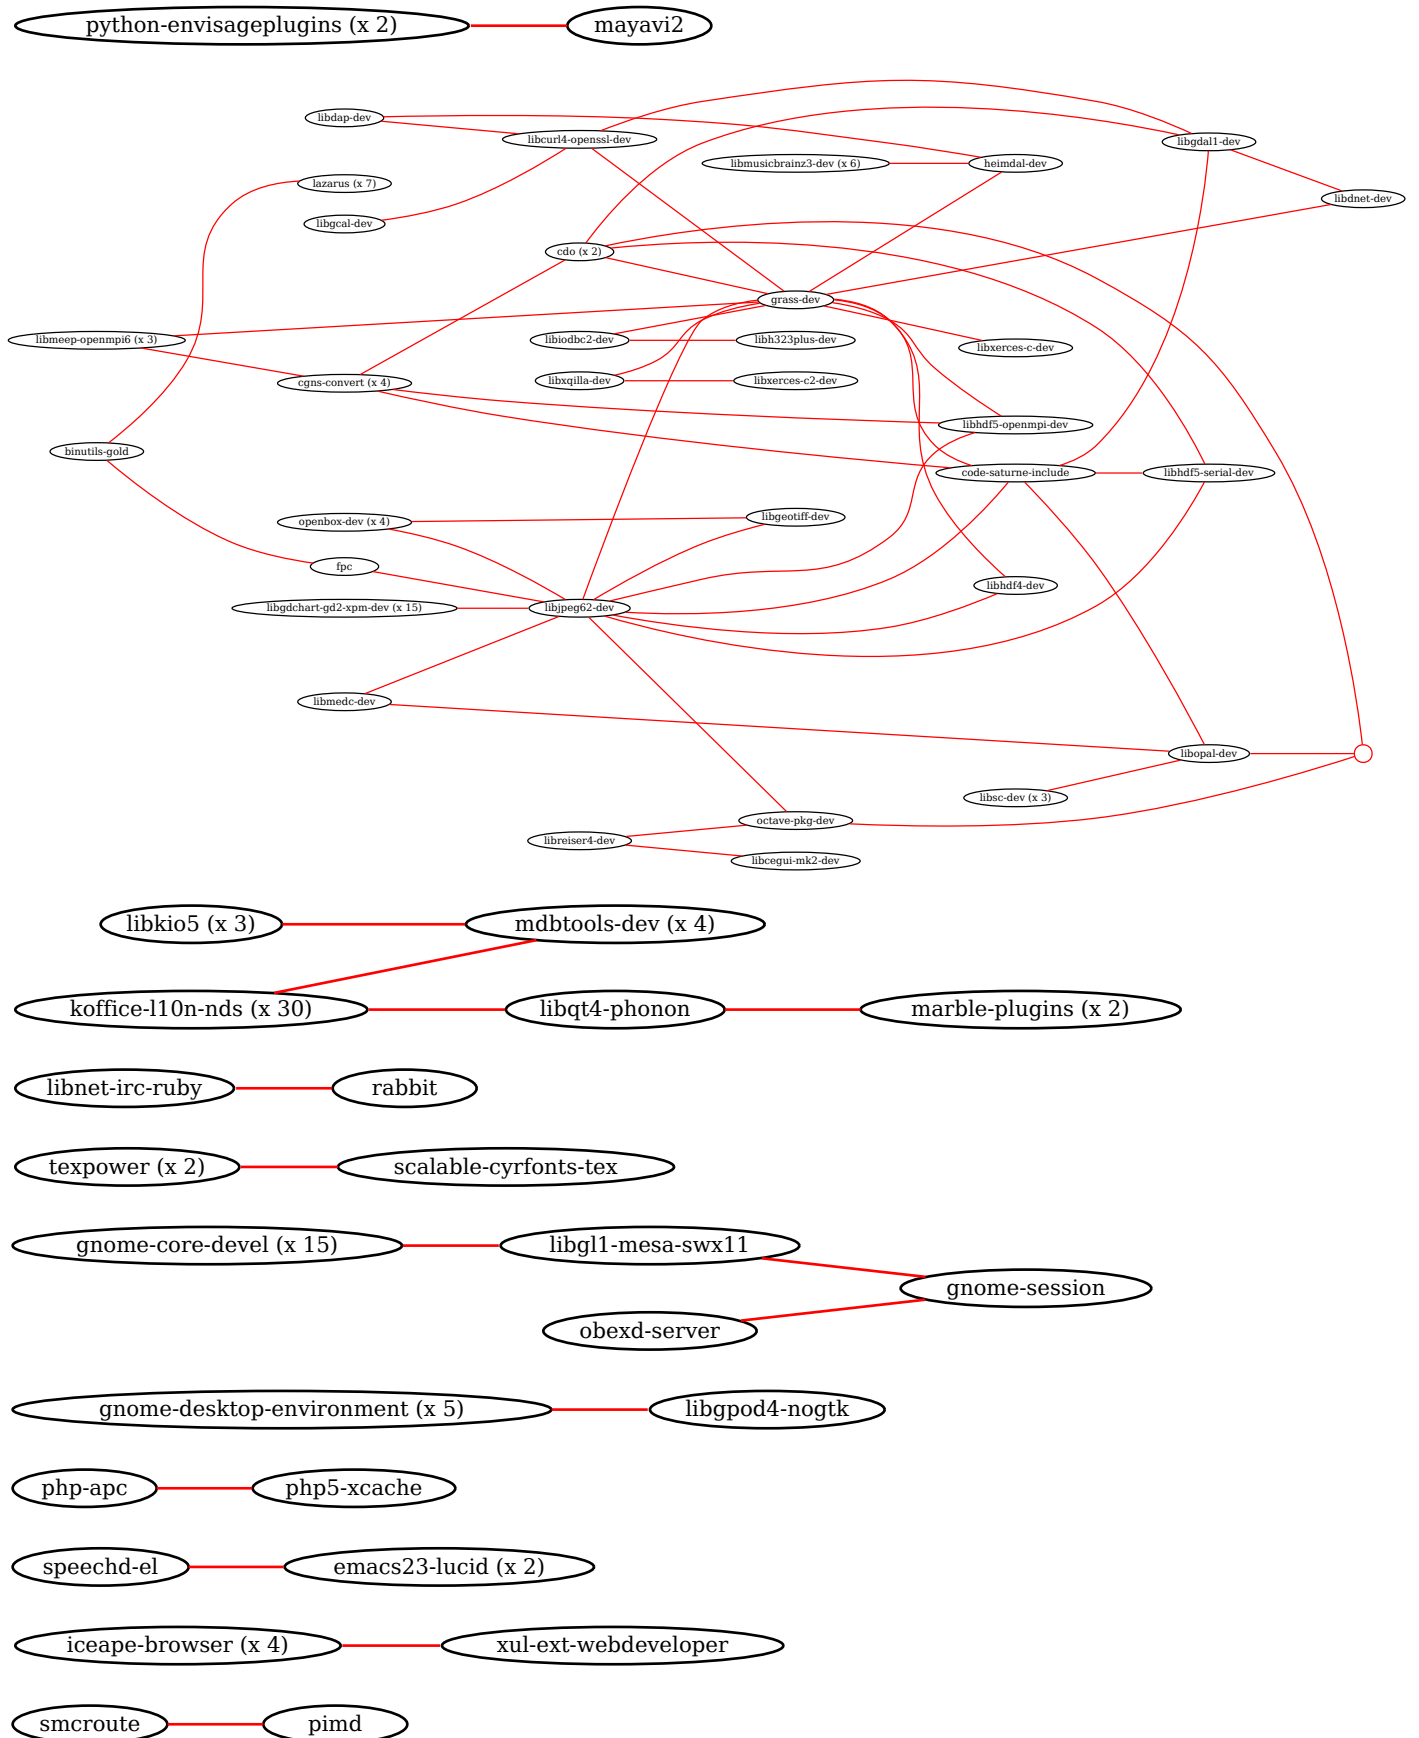 python-envisageplugins (x 2)
mayavi2
libdap-dev
libcurl4-openssl-dev
libgdal1-dev
libmusicbrainz3-dev (x 6)
heimdal-dev
lazarus (x 7)
libdnet-dev
libgcal-dev
cdo (x 2)
grass-dev
libmeep-openmpi6 (x 3)
libiodbc2-dev
libh323plus-dev
libxerces-c-dev
cgns-convert (x 4)
libxqilla-dev
libxerces-c2-dev
libhdf5-openmpi-dev
binutils-gold
code-saturne-include
libhdf5-serial-dev
openbox-dev (x 4)
libgeotiff-dev
fpc
libhdf4-dev
libgdchart-gd2-xpm-dev (x 15)
libjpeg62-dev
libmedc-dev
libopal-dev
libsc-dev (x 3)
octave-pkg-dev
libreiser4-dev
libcegui-mk2-dev
libkio5 (x 3)
mdbtools-dev (x 4)
koffice-l10n-nds (x 30)
libqt4-phonon
marble-plugins (x 2)
libnet-irc-ruby
rabbit
texpower (x 2)
scalable-cyrfonts-tex
gnome-core-devel (x 15)
libgl1-mesa-swx11
gnome-session
obexd-server
gnome-desktop-environment (x 5)
libgpod4-nogtk
php-apc
php5-xcache
speechd-el
emacs23-lucid (x 2)
iceape-browser (x 4)
xul-ext-webdeveloper
smcroute
pimd